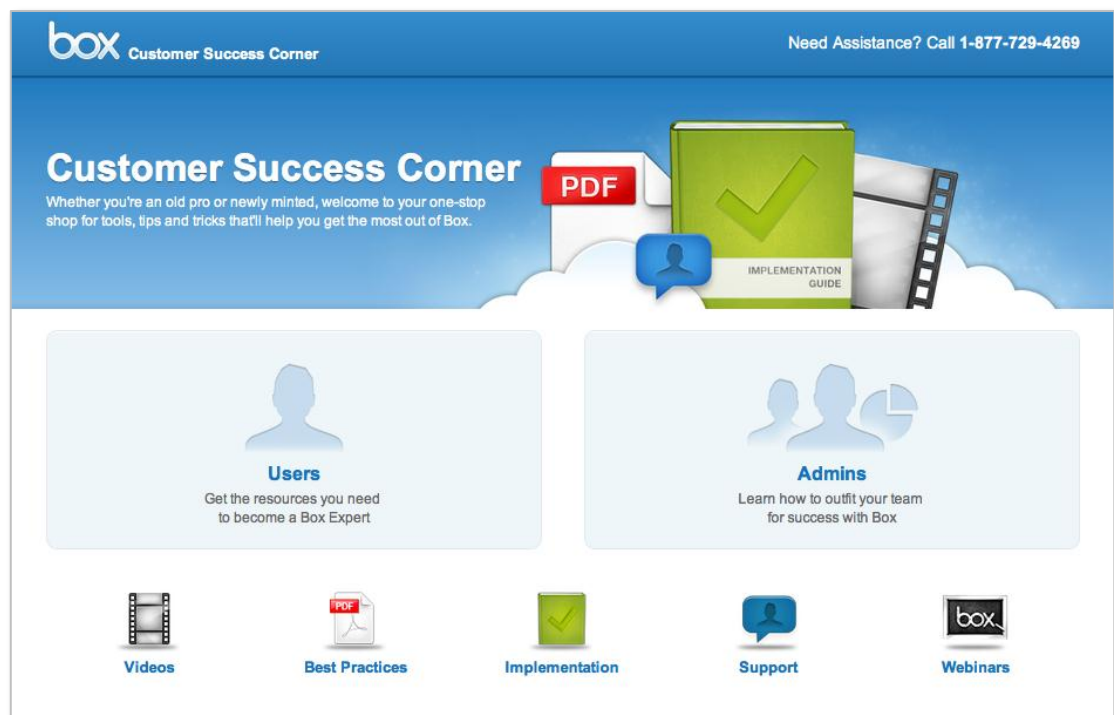 box Customer Success Corner
Need Assistance? Call 1-877-729-4269
Customer Success Corner
Whether you're an old pro or newly minted, welcome to your one-stop
shop for tools, tips and tricks that'll help you get the most out of Box.
PDF
IMPLEMENTATION
GUIDE
Users
Get the resources you need
to become a Box Expert
Admins
Learn how to outfit your team
for success with Box
PDF
box
Videos
Best Practices
Implementation
Support
Webinars